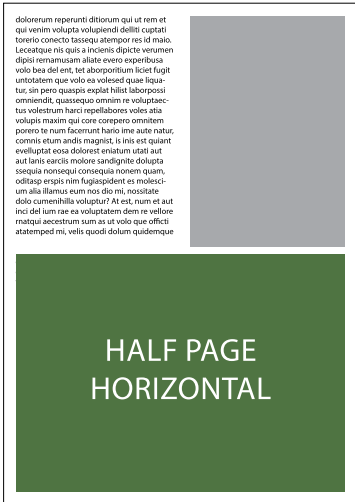 dolorerum reperunti ditiorum qui ut rem et
qui venim volupta volupiendi delliti cuptati
torerio conecto tassequ atempor res id maio.
Leceatque nis quis a incienis dipicte verumen
dipisi rernamusam aliate evero experibusa
volo bea del ent, tet aborporitium liciet fugit
untotatem que volo ea volesed quae liqua-
tur, sin pero quaspis explat hilist laborpossi
omniendit, quassequo omnim re voluptaec-
tus volestrum harci repellabores voles atia
volupis maxim qui core corepero omnitem
porero te num facerrunt hario ime aute natur,
comnis etum andis magnist, is inis est quiant
evelluptat eosa dolorest eniatum utati aut
aut lanis earciis molore sandignite dolupta
ssequia nonsequi consequia nonem quam,
oditasp erspis nim fugiaspident es molesci-
um alia illamus eum nos dio mi, nossitate
dolo cumenihilla voluptur? At est, num et aut
inci del ium rae ea voluptatem dem re vellore
rnatqui aecestrum sum as ut volo que officti
atatemped mi, velis quodi dolum quidemque
HALF PAGE
HORIZONTAL